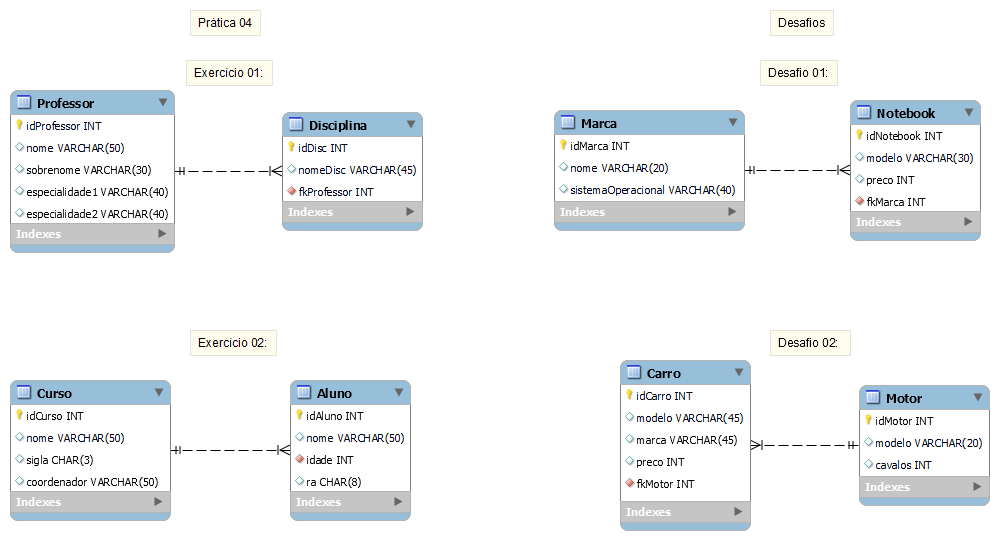 Prática 04
Exercício 01:
Professor
idProfessor INT
nome VARCHAR(50)
sobrenome VARCHAR(30)
especialidade1 VARCHAR(40)
especialidade2 VARCHAR(40)
Indexes
Disciplina
idDisc INT
nomeDisc VARCHAR(45)
fkProfessor INT
Indexes
Desafios
Desafio 01:
Marca
idMarca INT
nome VARCHAR(20)
sistemaOperacional VARCHAR(40)
Indexes
Notebook
idNotebook INT
modelo VARCHAR(30)
preco INT
fkMarca INT
Indexes
Exercício 02:
Curso
idCurso INT
nome VARCHAR(50)
sigla CHAR(3)
coordenador VARCHAR(50)
Indexes
Aluno
idAluno INT
nome VARCHAR(50)
idade INT
ra CHAR(8)
Indexes
Desafio 02:
Carro
idCarro INT
modelo VARCHAR(45)
marca VARCHAR(45)
preco INT
fkMotor INT
Indexes
Motor
idMotor INT
modelo VARCHAR(20)
cavalos INT
Indexes